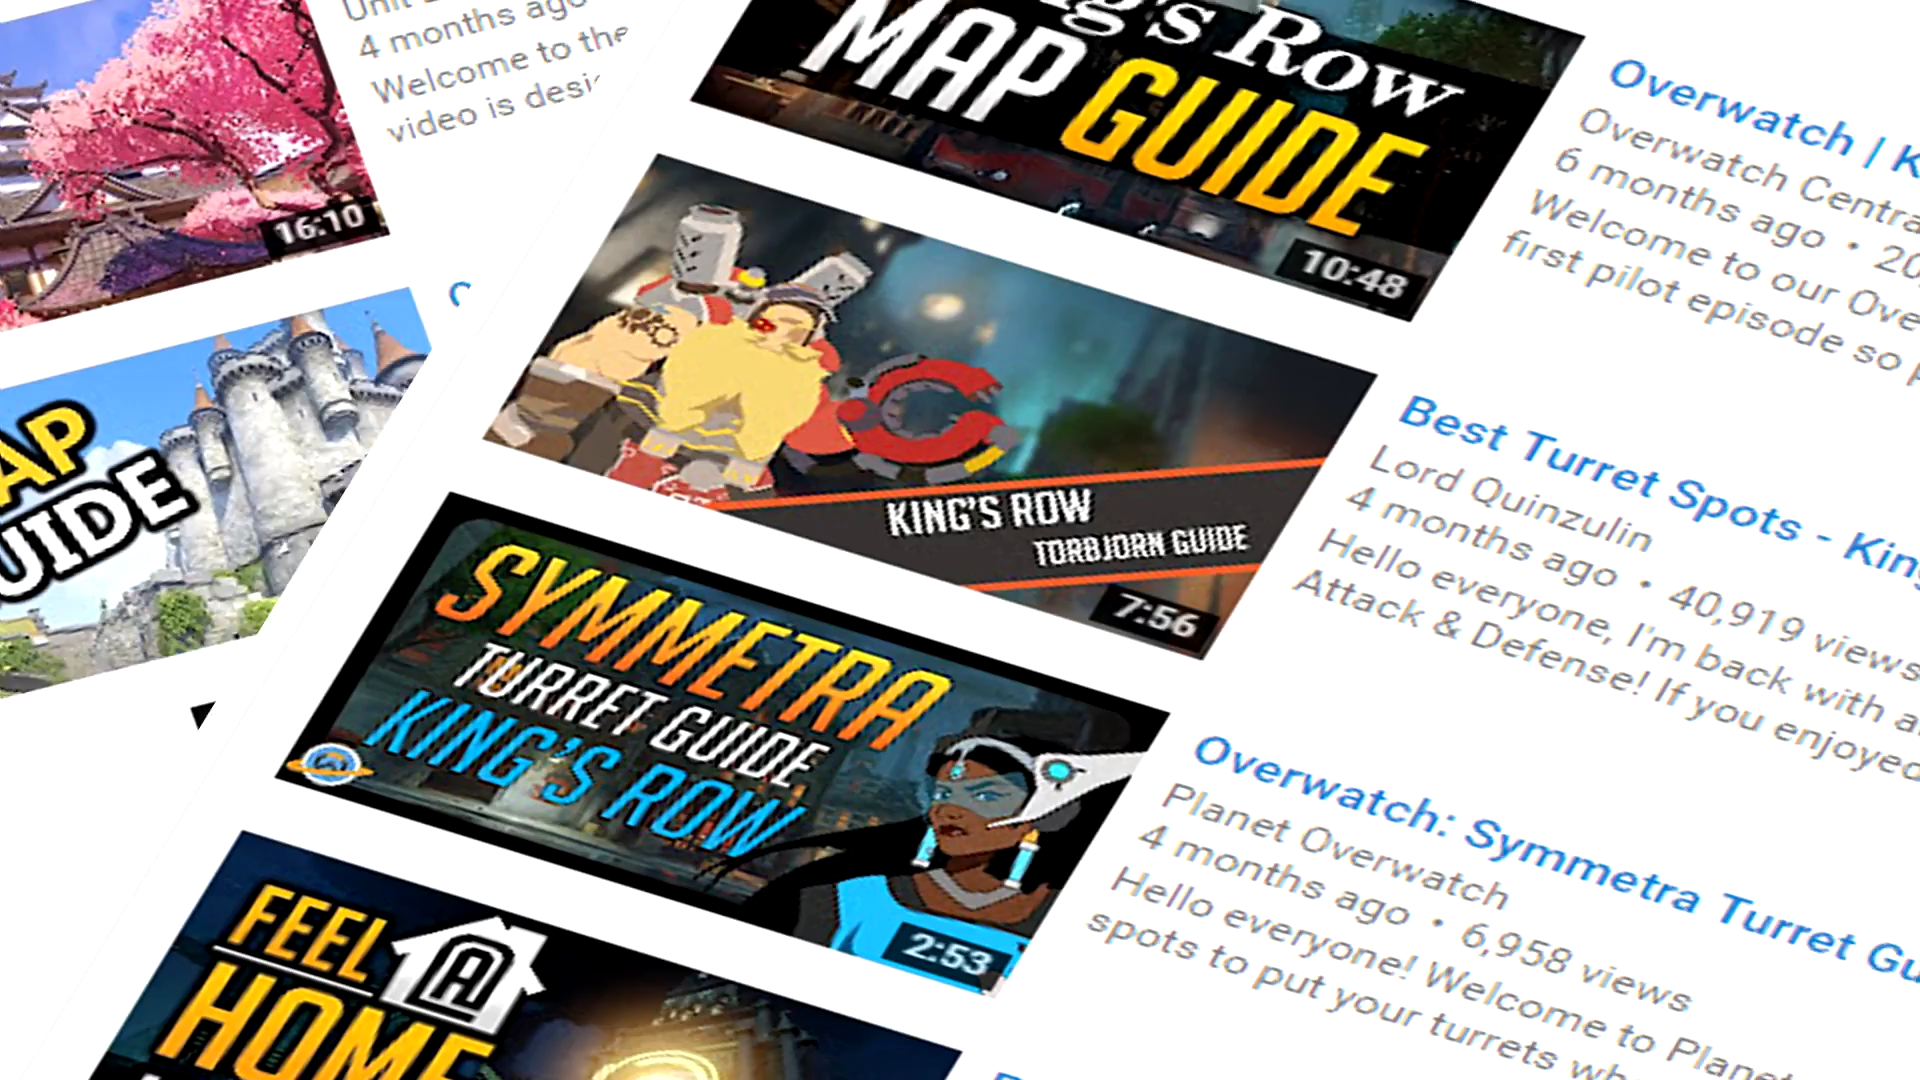 4 months ago
Welcome to the
video is
16:10
AP
UIDE
g's Row
MAP GUIDE
10:48
Overwatch | K
Overwatch Centra
6 months ago • 20
Welcome to our Ove
first pilot episode so
KING'S ROW
TORBJORN GUIDE
7:56
Best Turret Spots - King
Lord Quinzulin
4 months ago • 40,919 views
Hello everyone, I'm back with a
Attack & Defense! If you enjoyed
SYMMETRA
TURRET GUIDE
KING'S ROW
2:53
Overwatch: Symmetra Turret Gu
Planet Overwatch
4 months ago • 6,958 views
Hello everyone! Welcome to Planet
spots to put your turrets wh
FEEL
HOME